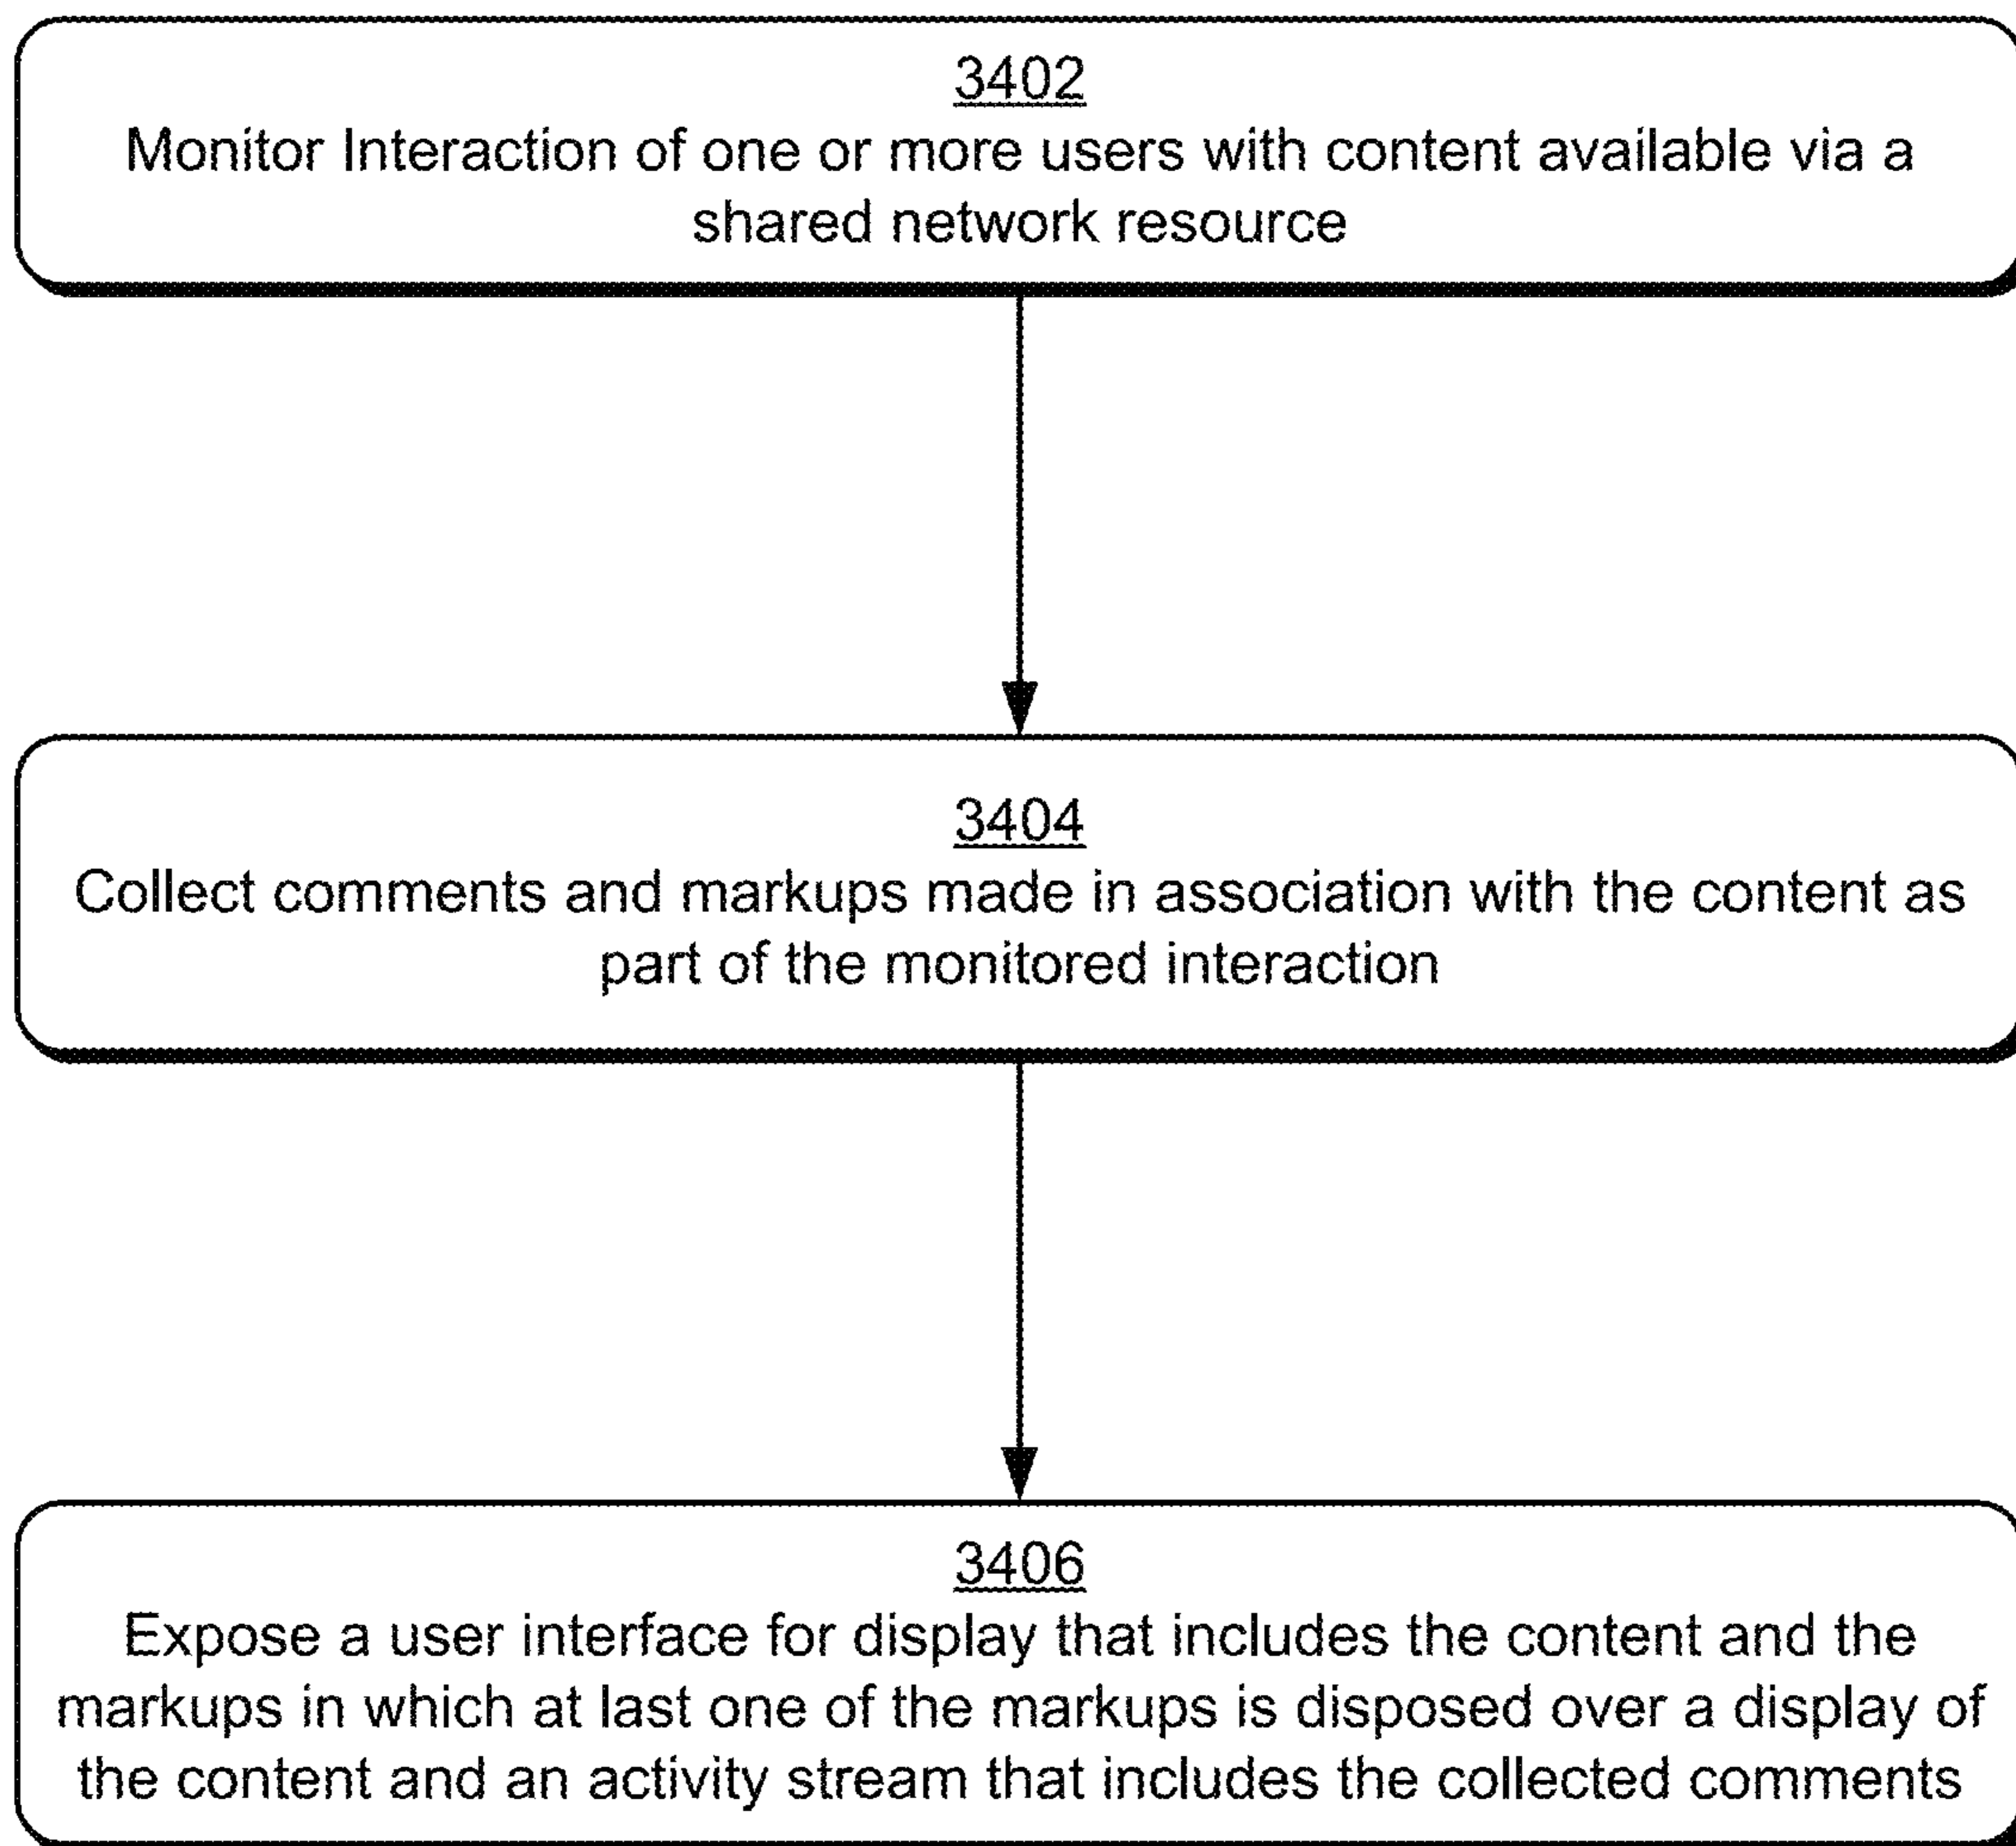 3402
Monitor Interaction of one or more users with content available via a
shared network resource
3404
Collect comments and markups made in association with the content as
part of the monitored interaction
3406
Expose a user interface for display that includes the content and the
markups in which at last one of the markups is disposed over a display of
the content and an activity stream that includes the collected comments